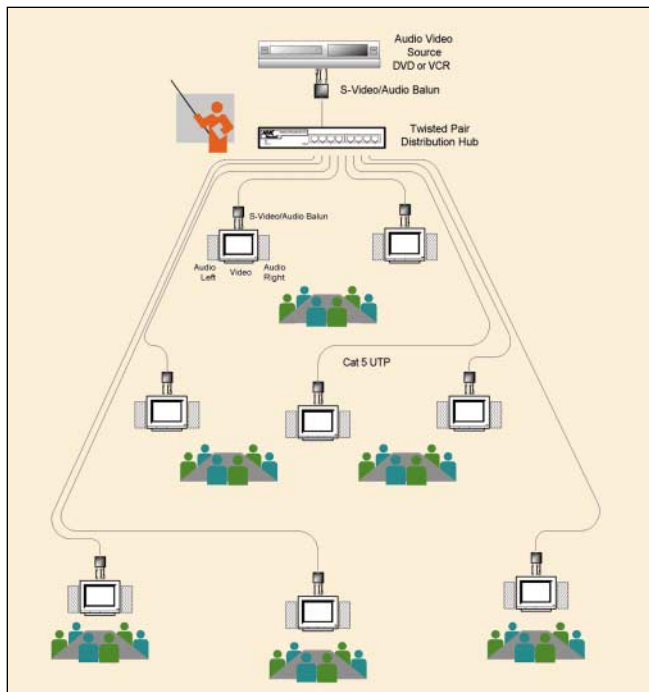 Audio Video
Source
DVD or VCR
S-Video/Audio Balun
Twisted Pair
Distribution Hub
S-Video/Audio Balun
Audio
Left
Video
Audio
Right
Cat 5 UTP